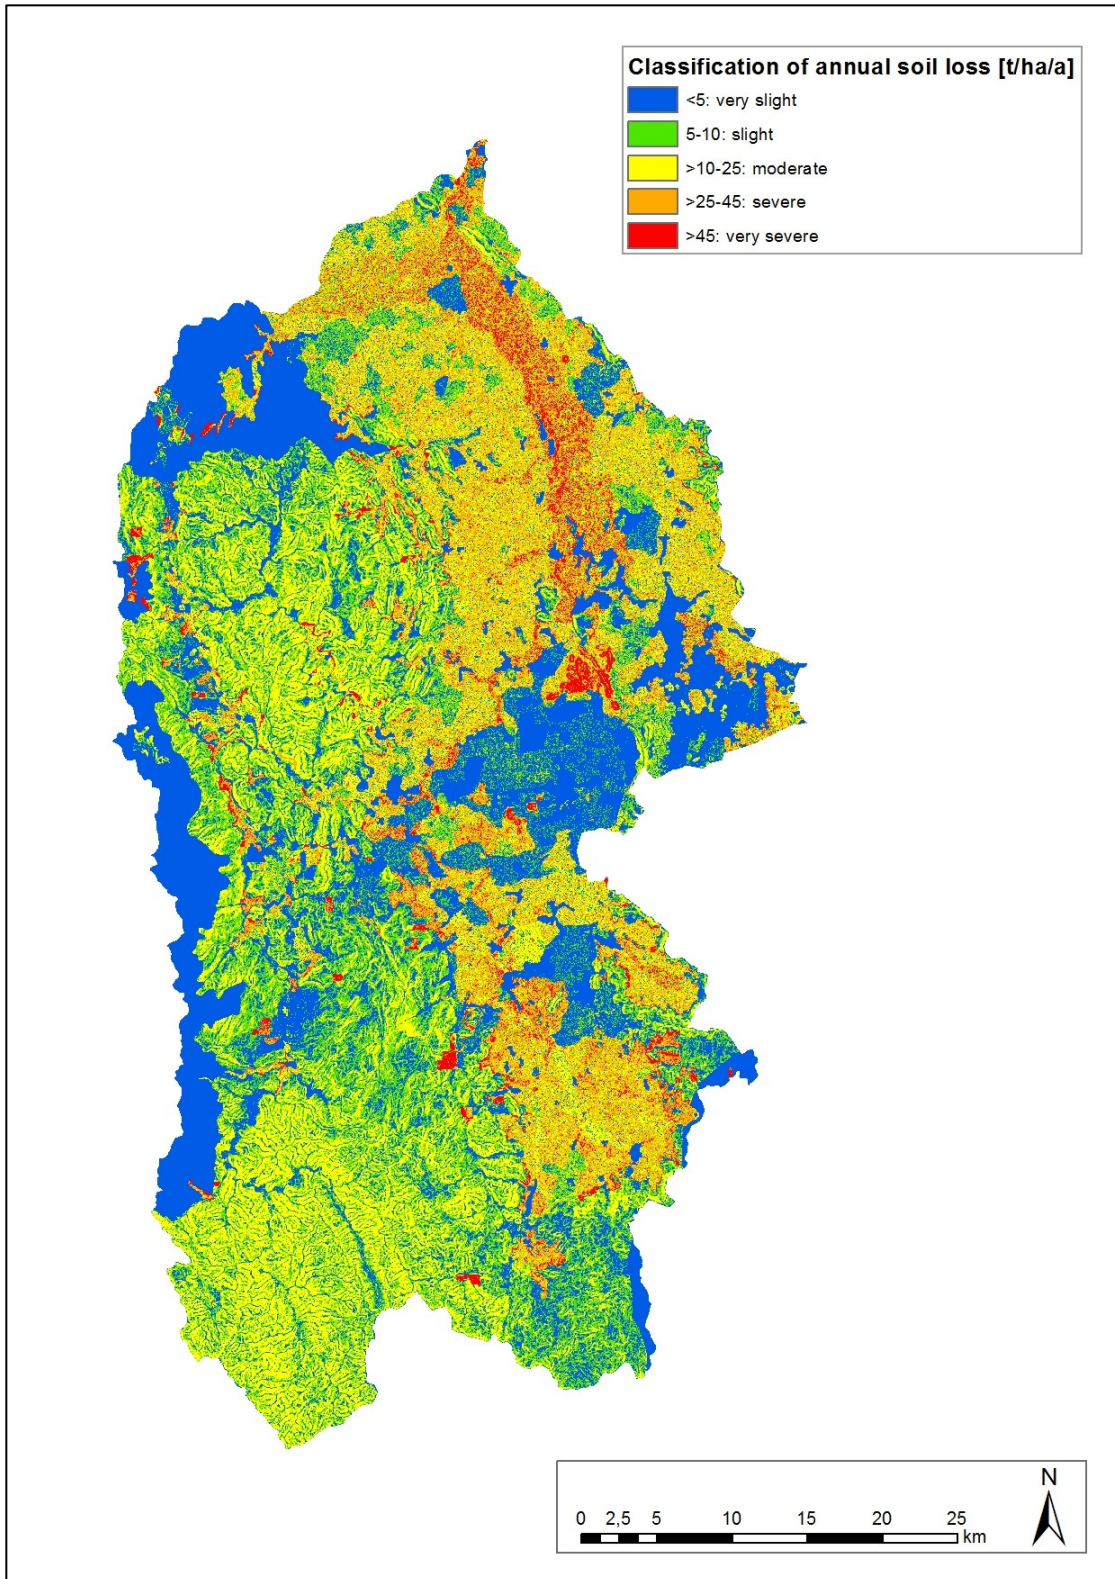 Classification of annual soil loss [t/ha/a]
<5: very slight
5-10: slight
>10-25: moderate
>25-45: severe
>45: very severe
N
0 2,5 5 10 15 20 25
km